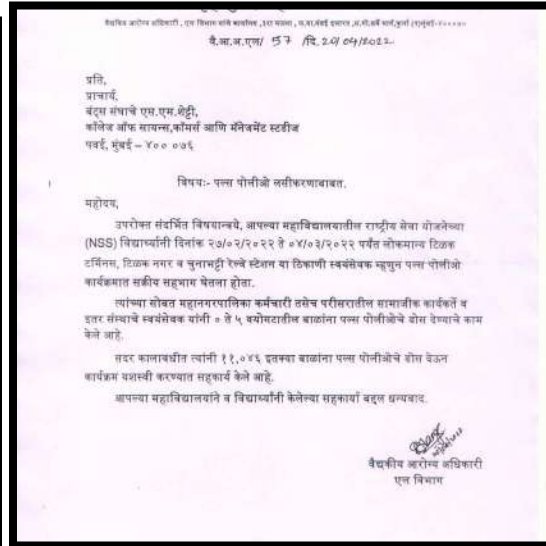 वैद्यकिय आरोग्य अधिकारी, एल विभाग यांचे कार्यालय,
वै.आ.अ.एल/ 57 /दि. 20/04/2022
प्रति,
प्राचार्य,
बंट्स संघाचे एस.एम.शेट्टी,
कॉलेज ऑफ सायन्स,कॉमर्स आणि मॅनेजमेंट स्टडीज
पवई, मुंबई – ४०० ०७६
विषयः- पल्स पोलीओ लसीकरणाबाबत.
महोदय,
उपरोक्त संदर्भित विषयान्वये, आपल्या महाविद्यालयातील राष्ट्रीय सेवा योजनेच्या
(NSS) विद्यार्थ्यांनी दिनांक २७/०२/२०२२ ते ०४/०३/२०२२ पर्यंत लोकमान्य टिळक
टर्मिनस, टिळक नगर व चुनाभट्टी रेल्वे स्टेशन या ठिकाणी स्वयंसेवक म्हणुन पल्स पोलीओ
कार्यक्रमात सक्रीय सहभाग घेतला होता.
त्यांच्या सोबत महानगरपालिका कर्मचारी तसेच परीसरातील सामाजीक कार्यकर्ते व
इतर संस्थाचे स्वयंसेवक यांनी ० ते ५ वयोगटातील बाळांना पल्स पोलीओचे डोस देण्याचे काम
केले आहे.
सदर कालावधीत त्यांनी ११,०४६ इतक्या बाळांना पल्स पोलीओचे डोस देऊन
कार्यक्रम यशस्वी करण्यात सहकार्य केले आहे.
आपल्या महाविद्यालयाने व विद्यार्थ्यांनी केलेल्या सहकार्या बद्दल धन्यवाद.
वैद्यकीय आरोग्य अधिकारी
एल विभाग